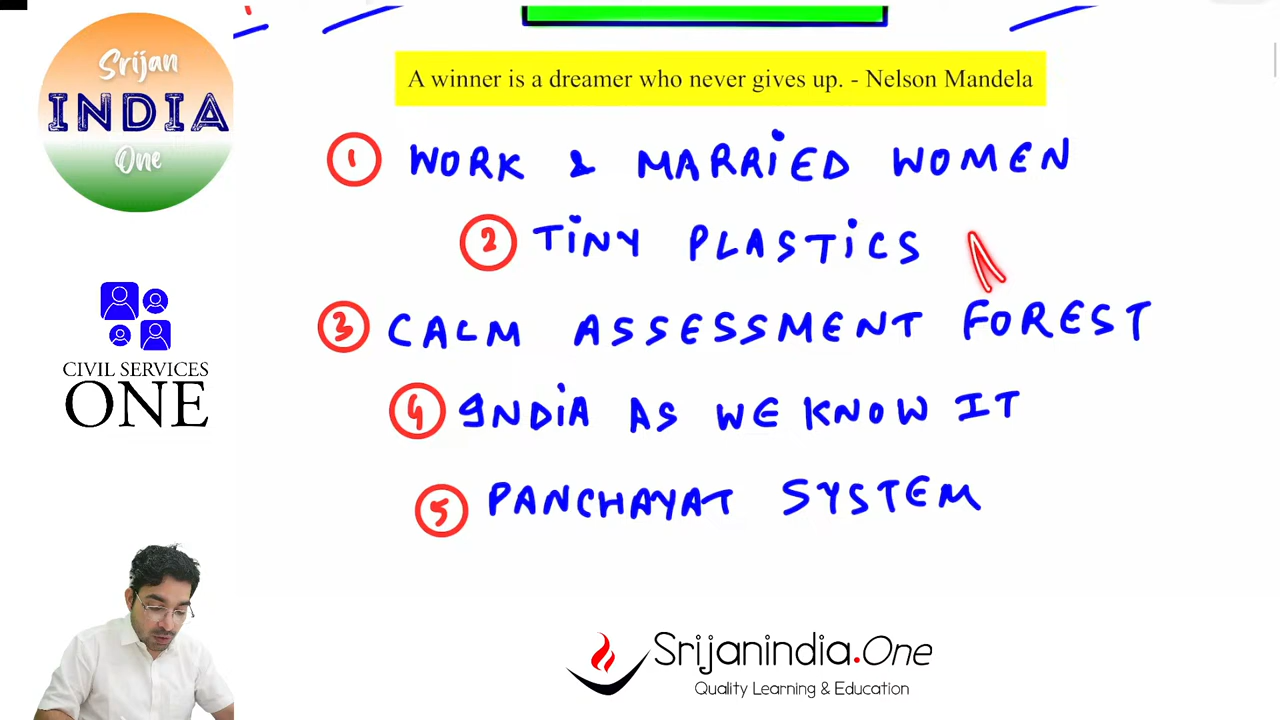 Srijan
INDIA
One
A winner is a dreamer who never gives up. - Nelson Mandela
1 WORK & MARRiED WOMEN
2 TiNY PLASTiCS
3 CALM ASSESSMENT FOREST
4 INDiA AS WE KNOW IT
5 PANCHAYAT SYSTEM
CIVIL SERVICES
ONE
Srijanindia.One
Quality Learning & Education